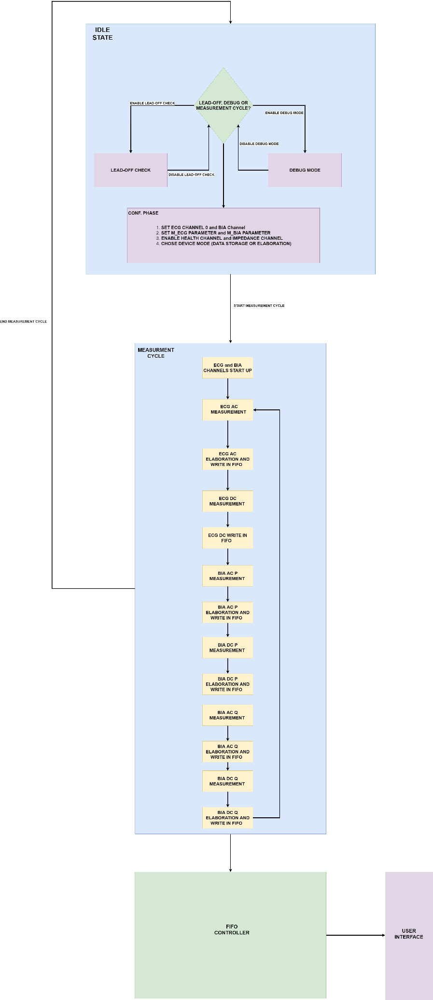 IDLE
STATE
LEAD-OFF, DEBUG OR
MEASUREMENT CYCLE?
ENABLE LEAD-OFF CHECK
ENABLE DEBUG MODE
DISABLE DEBUG MODE
LEAD-OFF CHECK
DISABLE LEAD-OFF CHECK
DEBUG MODE
CONF. PHASE
1. SET ECG CHANNEL 0 and BIA Channel
2. SET M_ECG PARAMETER and M_BIA PARAMETER
3. ENABLE HEALTH CHANNEL and IMPEDANCE CHANNEL
4. CHOSE DEVICE MODE (DATA STORAGE OR ELABORATION)
START MEASUREMENT CYCLE
END MEASUREMENT CYCLE
MEASURMENT
CYCLE
ECG and BIA
CHANNELS START UP
ECG AC
MEASUREMENT
ECG AC
ELABORATION AND
WRITE IN FIFO
ECG DC
MEASUREMENT
ECG DC WRITE IN
FIFO
BIA AC P
MEASUREMENT
BIA AC P
ELABORATION AND
WRITE IN FIFO
BIA DC P
MEASUREMENT
BIA DC P
ELABORATION AND
WRITE IN FIFO
BIA AC Q
MEASUREMENT
BIA AC Q
ELABORATION AND
WRITE IN FIFO
BIA DC Q
MEASUREMENT
BIA DC Q
ELABORATION AND
WRITE IN FIFO
FIFO
CONTROLLER
USER
INTERFACE